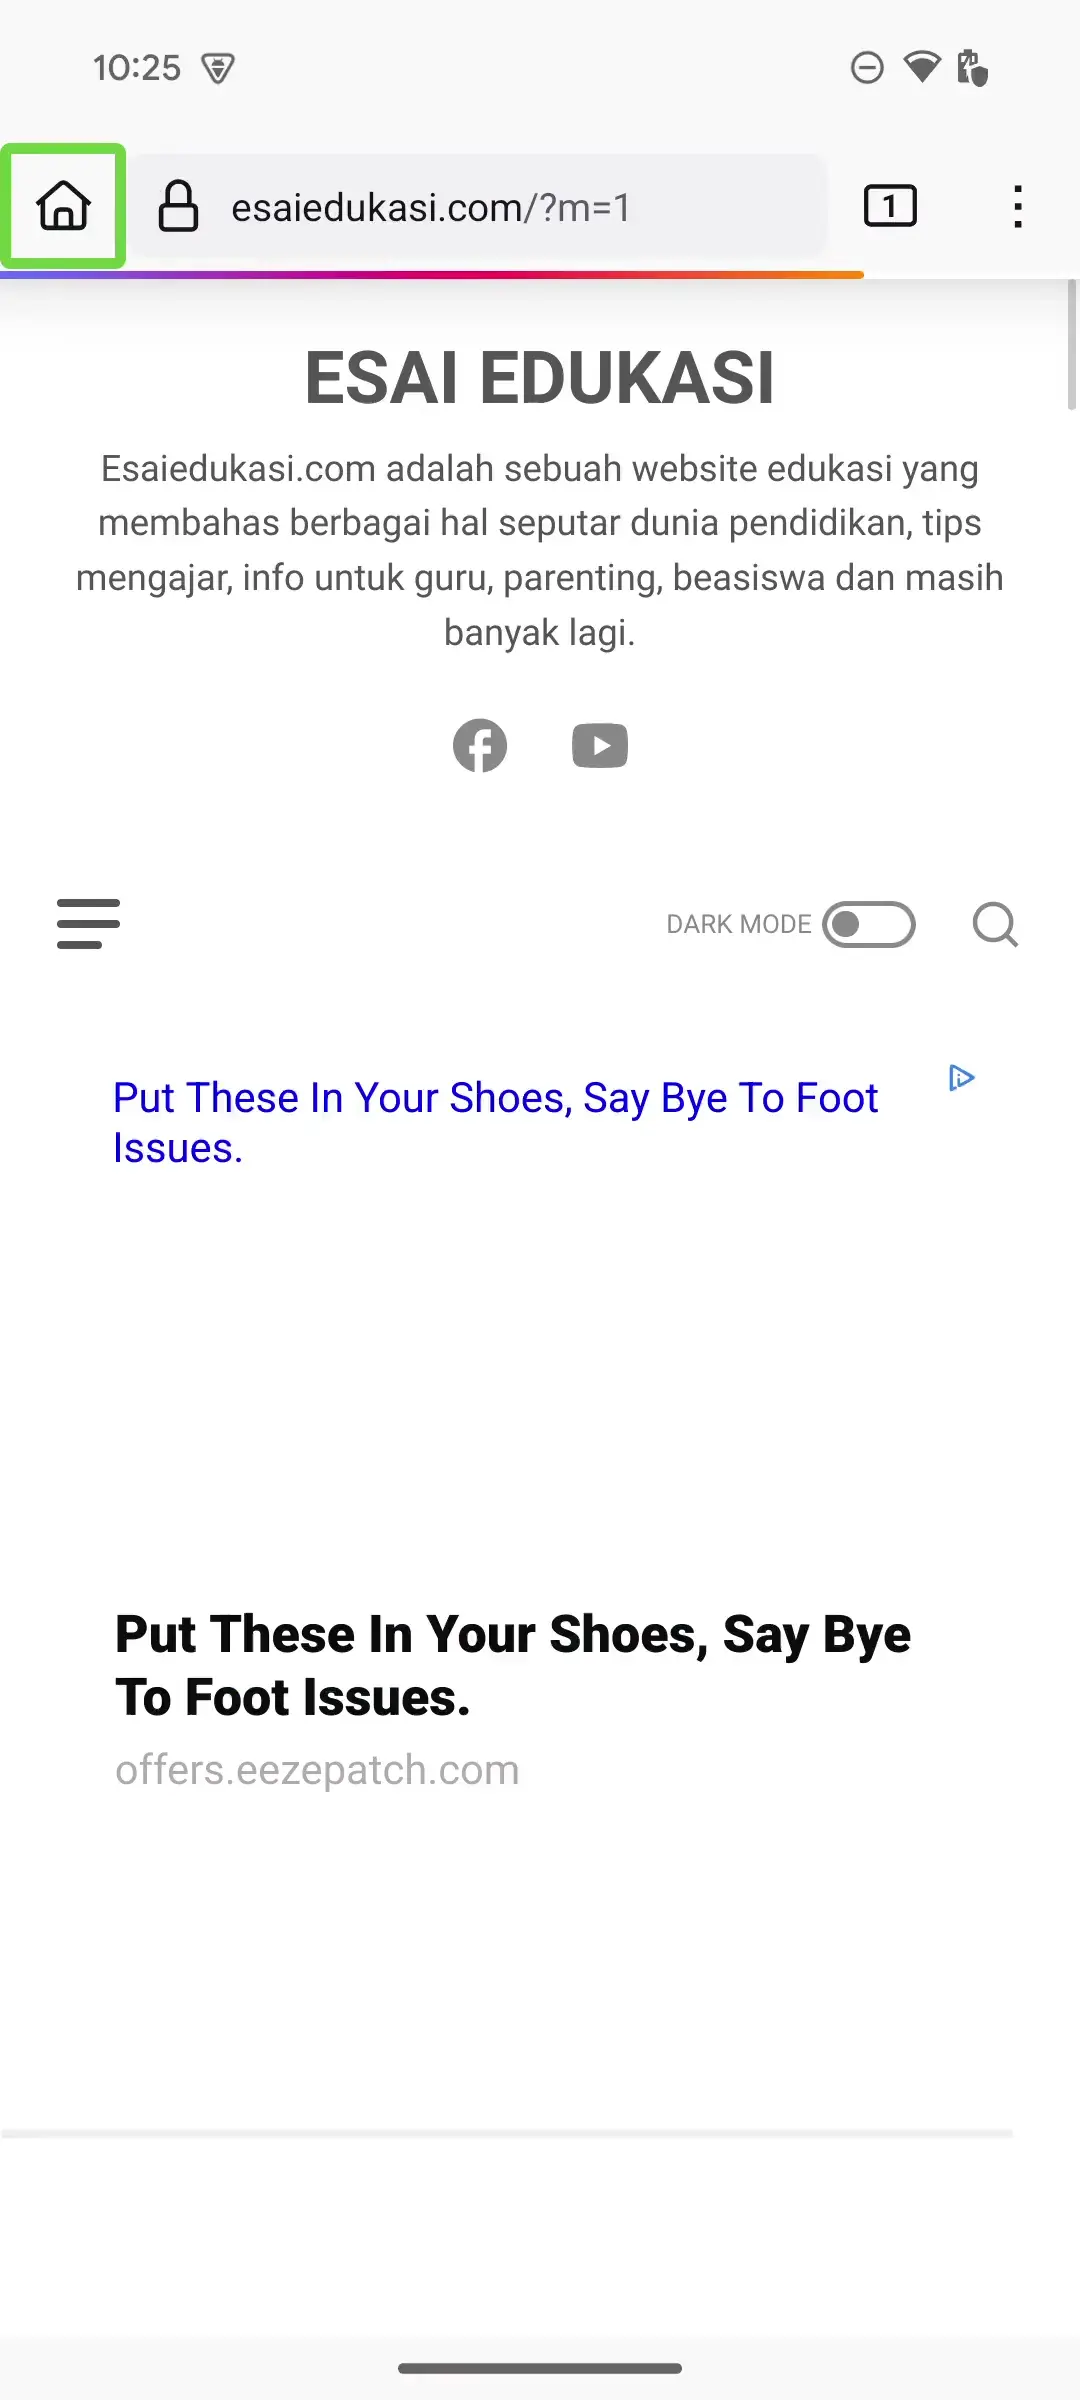 10:25
esaiedukasi.com/?m=1
1
ESAI EDUKASI
Esaiedukasi.com adalah sebuah website edukasi yang
membahas berbagai hal seputar dunia pendidikan, tips
mengajar, info untuk guru, parenting, beasiswa dan masih
banyak lagi.
DARK MODE
Put These In Your Shoes, Say Bye To Foot
Issues.
Put These In Your Shoes, Say Bye
To Foot Issues.
offers.eezepatch.com